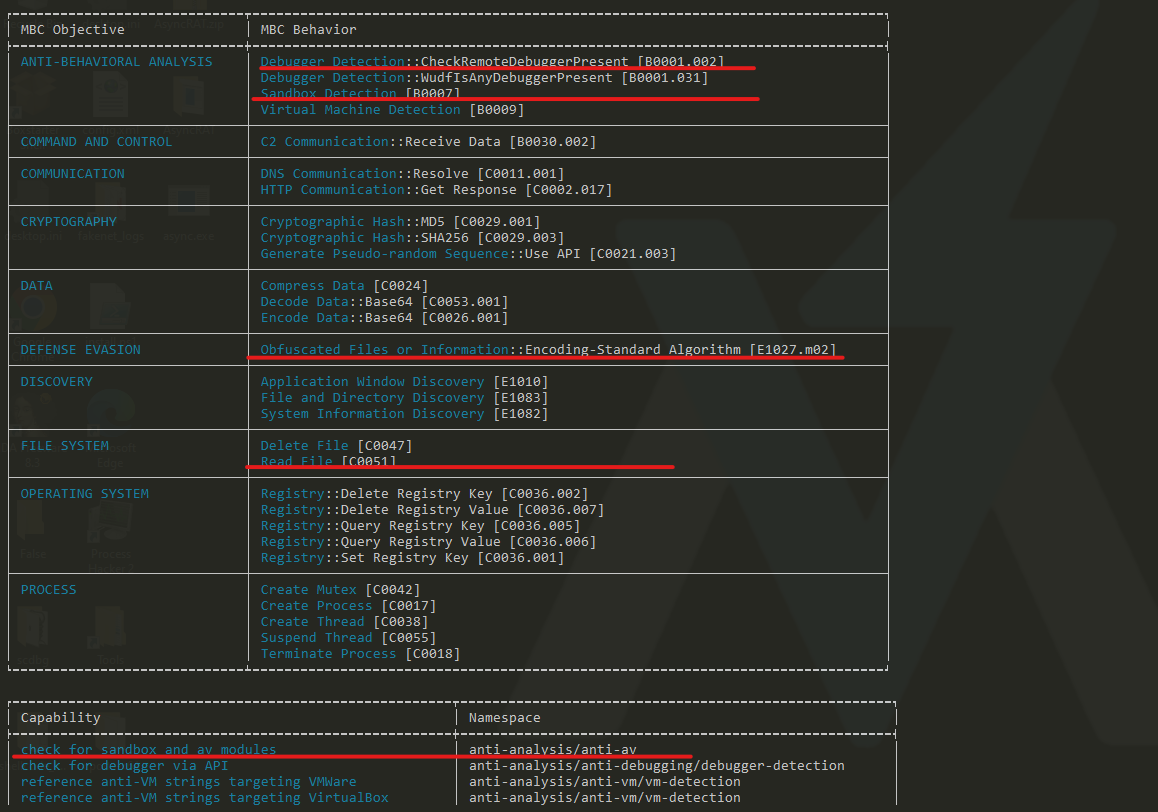 MBC Objective MBC Behavior
ANTI-BEHAVIORAL ANALYSIS Debugger Detection::CheckRemoteDebuggerPresent [B0001.002]
Debugger Detection::WudfIsAnyDebuggerPresent [B0001.031]
Sandbox Detection [B0007]
Virtual Machine Detection [B0009]
COMMAND AND CONTROL C2 Communication::Receive Data [B0030.002]
COMMUNICATION DNS Communication::Resolve [C0011.001]
HTTP Communication::Get Response [C0002.017]
CRYPTOGRAPHY Cryptographic Hash::MD5 [C0029.001]
Cryptographic Hash::SHA256 [C0029.003]
Generate Pseudo-random Sequence::Use API [C0021.003]
DATA Compress Data [C0024]
Decode Data::Base64 [C0053.001]
Encode Data::Base64 [C0026.001]
DEFENSE EVASION Obfuscated Files or Information::Encoding-Standard Algorithm [E1027.m02]
DISCOVERY Application Window Discovery [E1010]
File and Directory Discovery [E1083]
System Information Discovery [E1082]
FILE SYSTEM Delete File [C0047]
Read File [C0051]
OPERATING SYSTEM Registry::Delete Registry Key [C0036.002]
Registry::Delete Registry Value [C0036.007]
Registry::Query Registry Key [C0036.005]
Registry::Query Registry Value [C0036.006]
Registry::Set Registry Key [C0036.001]
PROCESS Create Mutex [C0042]
Create Process [C0017]
Create Thread [C0038]
Suspend Thread [C0055]
Terminate Process [C0018]
Capability Namespace
check for sandbox and av modules anti-analysis/anti-av
check for debugger via API anti-analysis/anti-debugging/debugger-detection
reference anti-VM strings targeting VMWare anti-analysis/anti-vm/vm-detection
reference anti-VM strings targeting VirtualBox anti-analysis/anti-vm/vm-detection